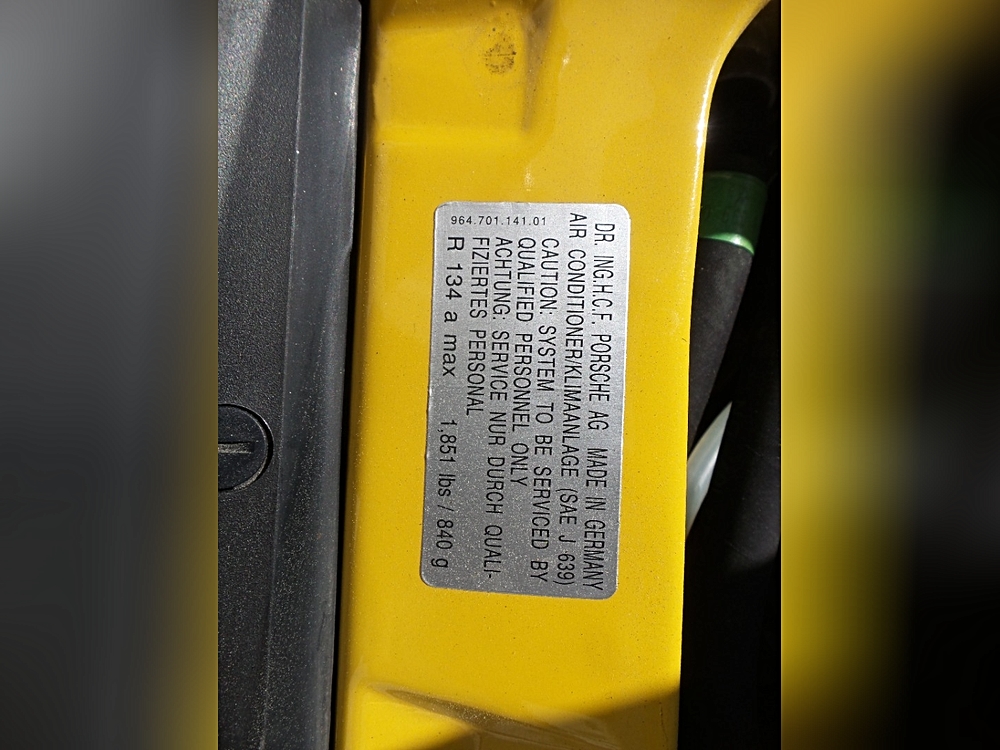 964.701.141.01
DR. ING.H.C.F. PORSCHE AG MADE IN GERMANY
AIR CONDITIONER/KLIMAANLAGE (SAE J 639)
CAUTION: SYSTEM TO BE SERVICED BY
QUALIFIED PERSONNEL ONLY
ACHTUNG: SERVICE NUR DURCH QUALI-
FIZIERTES PERSONAL
R 134 a max 1,851 lbs / 840 g